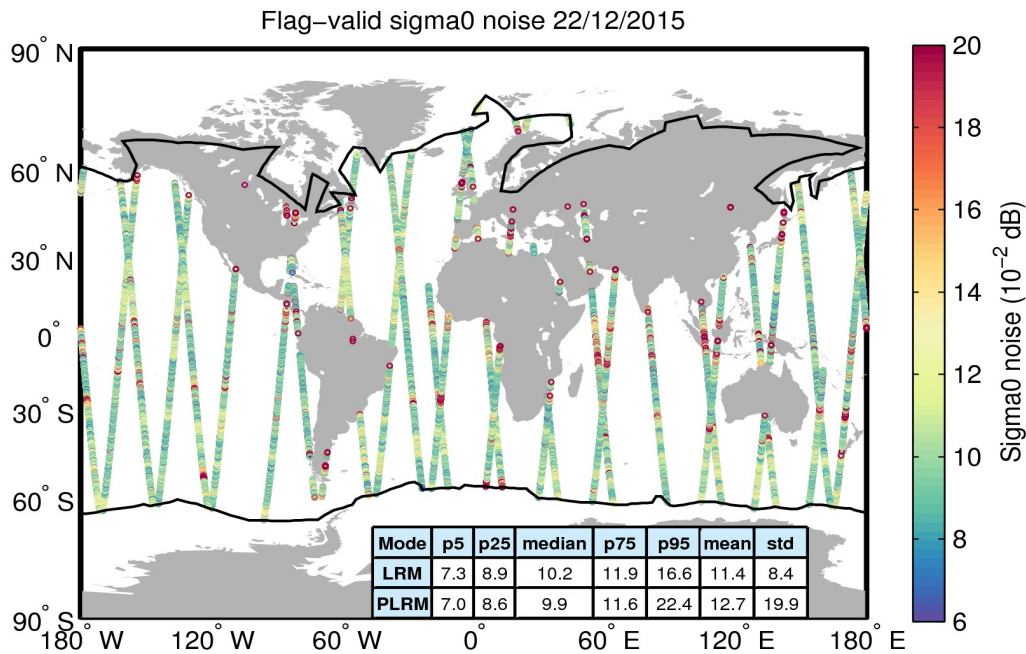 Flag−valid sigma0 noise 22/12/2015
90° N
60° N
30° N
0°
30° S
60° S
90° S
180° W
120° W
60° W
0°
60° E
120° E
180° E
Mode p5 p25 median p75 p95 mean std
LRM 7.3 8.9 10.2 11.9 16.6 11.4 8.4
PLRM 7.0 8.6 9.9 11.6 22.4 12.7 19.9
20
18
16
14
12
10
8
6
Sigma0 noise (10⁻² dB)